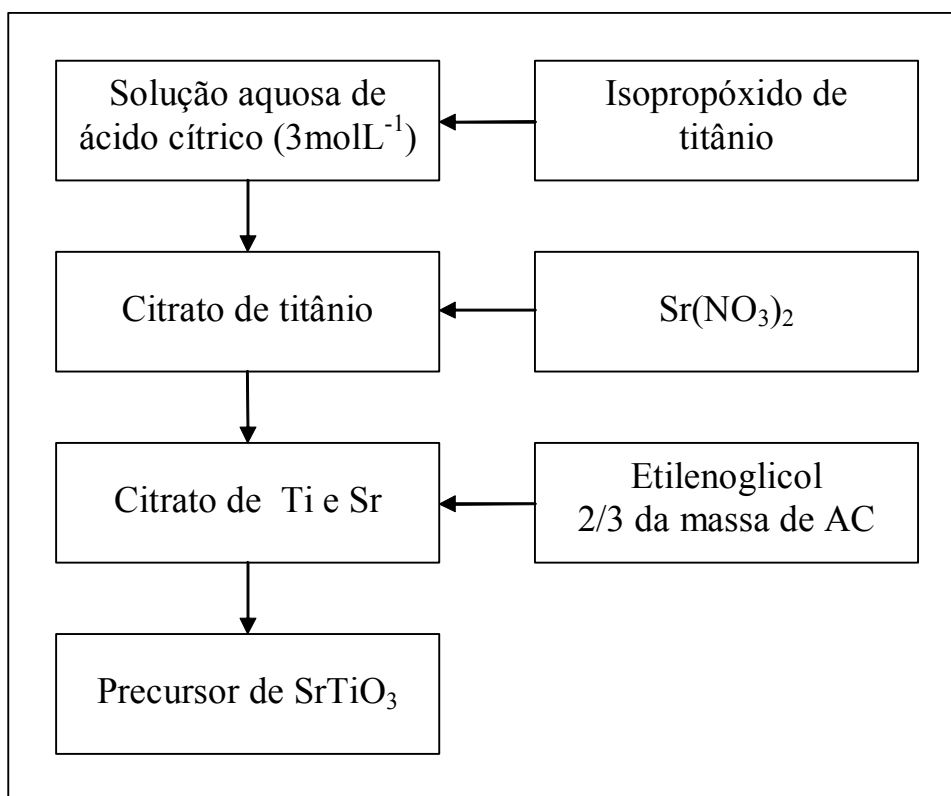 Solução aquosa de
ácido cítrico (3molL⁻¹)
Isopropóxido de
titânio
Citrato de titânio
Sr(NO₃)₂
Citrato de  Ti e Sr
Etilenoglicol
2/3 da massa de AC
Precursor de SrTiO₃